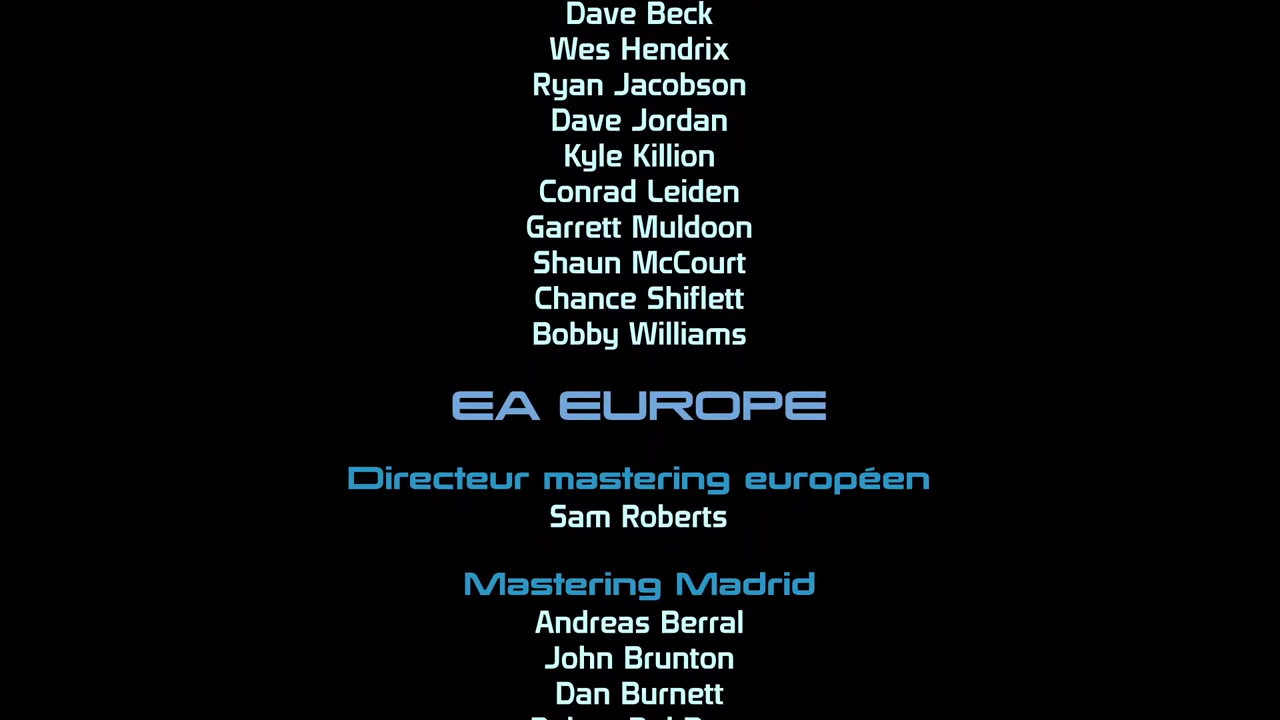 Dave Beck
Wes Hendrix
Ryan Jacobson
Dave Jordan
Kyle Killion
Conrad Leiden
Garrett Muldoon
Shaun McCourt
Chance Shiflett
Bobby Williams
EA EUROPE
Directeur mastering européen
Sam Roberts
Mastering Madrid
Andreas Berral
John Brunton
Dan Burnett